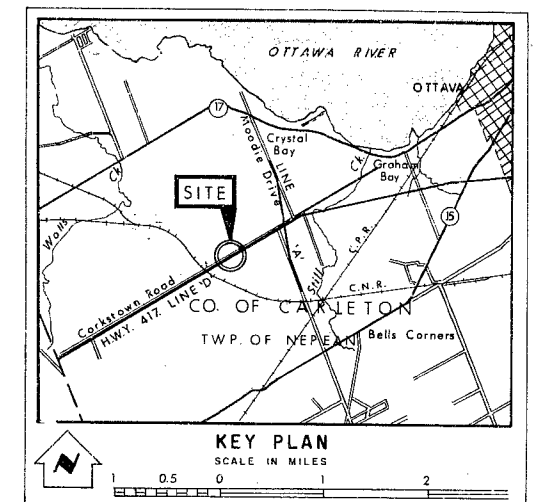 OTTAWA RIVER
OTTAWA
17
Crystal
Bay
Moodie Drive
LINE
'A'
Ck.
Graham
Bay
Ck.
SITE
15
Watts
C.P.R.
Still
C.N.R.
Corkstown Road
H.W.Y. 417. LINE 'D'
CO. OF CARLETON
TWP. OF NEPEAN
Bells Corners
KEY PLAN
SCALE IN MILES
N
1 0.5 0 1 2